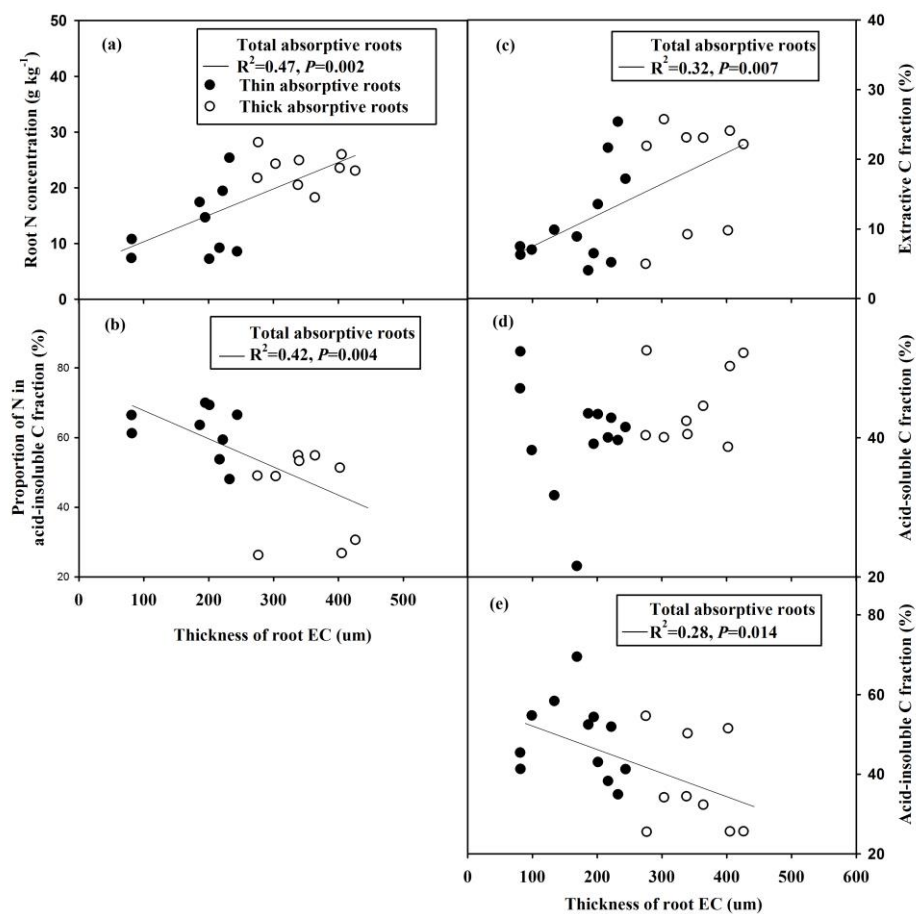 (a)
Total absorptive roots
R²=0.47, P=0.002
Thin absorptive roots
Thick absorptive roots
50
40
30
20
10
0
Root N concentration (g kg⁻¹)
(c)
Total absorptive roots
R²=0.32, P=0.007
40
30
20
10
0
Extractive C fraction (%)
(b)
Total absorptive roots
R²=0.42, P=0.004
80
60
40
20
Proportion of N in
acid-insoluble C fraction (%)
0 100 200 300 400 500
Thickness of root EC (um)
(d)
40
20
Acid-soluble C fraction (%)
(e)
Total absorptive roots
R²=0.28, P=0.014
80
60
40
20
Acid-insoluble C fraction (%)
0 100 200 300 400 500 600
Thickness of root EC (um)